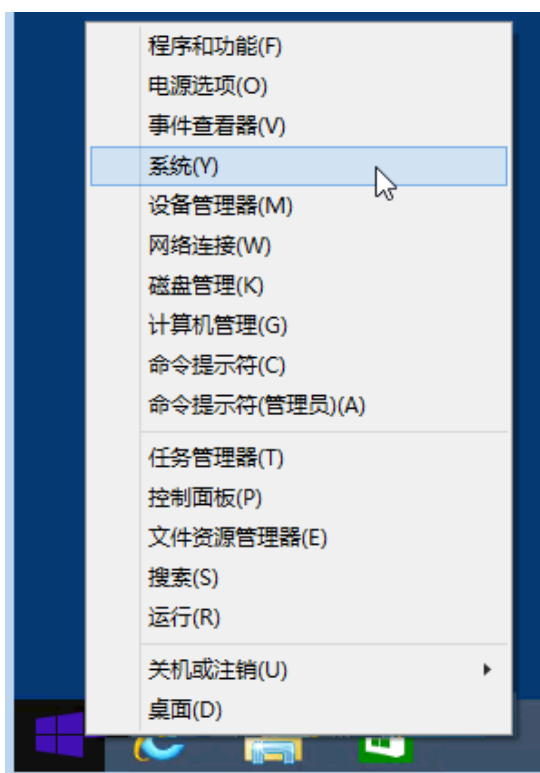 程序和功能(F)
电源选项(O)
事件查看器(V)
系统(Y)
设备管理器(M)
网络连接(W)
磁盘管理(K)
计算机管理(G)
命令提示符(C)
命令提示符(管理员)(A)
任务管理器(T)
控制面板(P)
文件资源管理器(E)
搜索(S)
运行(R)
关机或注销(U)
桌面(D)